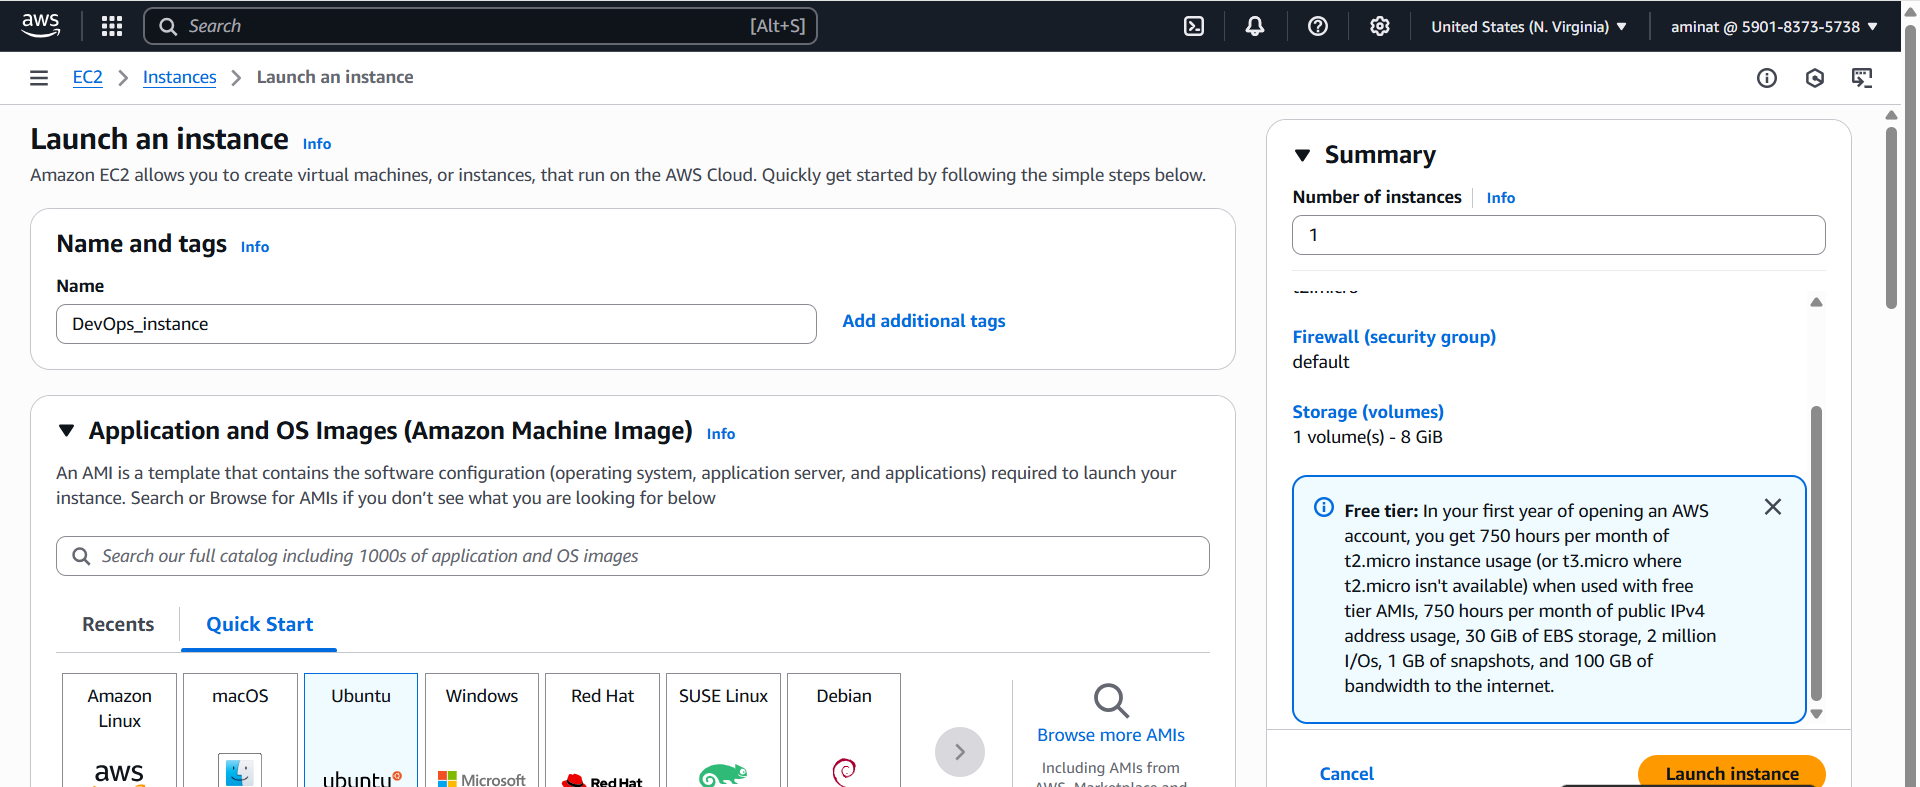 aws
Search
[Alt+S]
United States (N. Virginia)
aminat @ 5901-8373-5738
EC2
Instances
Launch an instance
Launch an instance Info
Amazon EC2 allows you to create virtual machines, or instances, that run on the AWS Cloud. Quickly get started by following the simple steps below.
Name and tags Info
Name
DevOps_instance
Add additional tags
Application and OS Images (Amazon Machine Image) Info
An AMI is a template that contains the software configuration (operating system, application server, and applications) required to launch your
instance. Search or Browse for AMIs if you don’t see what you are looking for below
Search our full catalog including 1000s of application and OS images
Recents
Quick Start
Amazon
Linux
aws
macOS
Ubuntu
ubuntu
Windows
Microsoft
Red Hat
Red Hat
SUSE Linux
Debian
Browse more AMIs
Including AMIs from
AWS, Marketplace and
Summary
Number of instances Info
1
t2.micro
Firewall (security group)
default
Storage (volumes)
1 volume(s) - 8 GiB
Free tier: In your first year of opening an AWS
account, you get 750 hours per month of
t2.micro instance usage (or t3.micro where
t2.micro isn't available) when used with free
tier AMIs, 750 hours per month of public IPv4
address usage, 30 GiB of EBS storage, 2 million
I/Os, 1 GB of snapshots, and 100 GB of
bandwidth to the internet.
Cancel
Launch instance